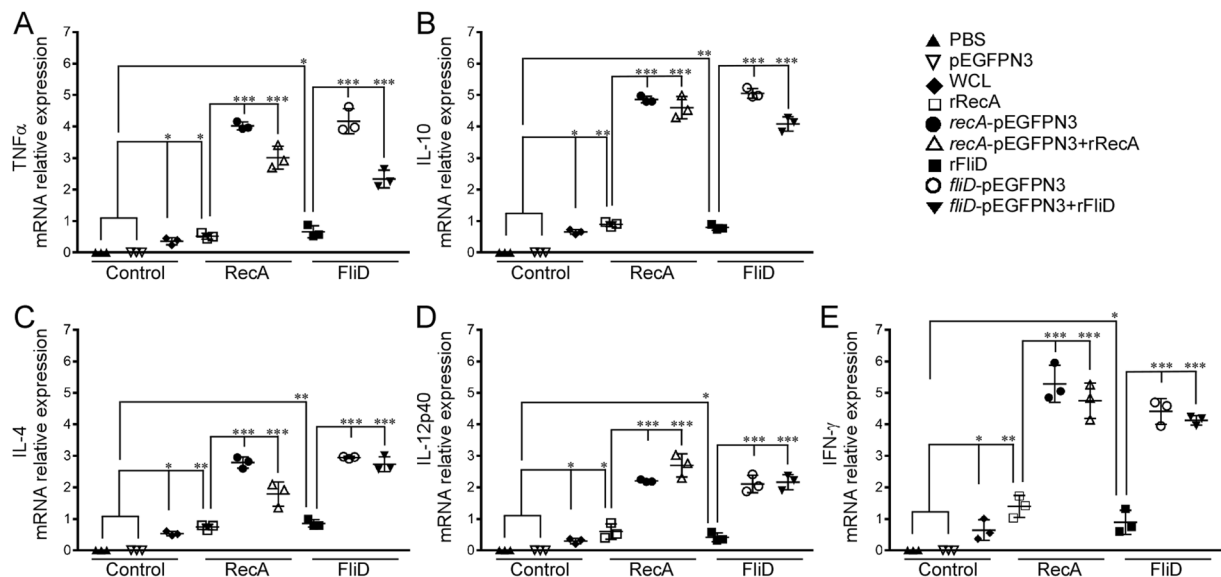 A
TNFα
mRNA relative expression
7
6
5
4
3
2
1
0
* * * *** *** *** ***
Control RecA FliD
B
IL-10
mRNA relative expression
7
6
5
4
3
2
1
0
* ** ** *** *** *** ***
Control RecA FliD
PBS
pEGFPN3
WCL
rRecA
recA-pEGFPN3
recA-pEGFPN3+rRecA
rFliD
fliD-pEGFPN3
fliD-pEGFPN3+rFliD
C
IL-4
mRNA relative expression
7
6
5
4
3
2
1
0
* ** ** *** *** *** ***
Control RecA FliD
D
IL-12p40
mRNA relative expression
7
6
5
4
3
2
1
0
* * * *** *** *** ***
Control RecA FliD
E
IFN-γ
mRNA relative expression
7
6
5
4
3
2
1
0
* ** * *** *** *** ***
Control RecA FliD